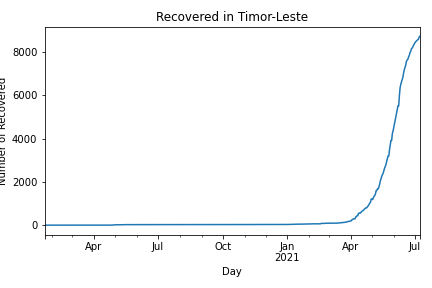 Recovered in Timor-Leste
Number of Recovered
8000
6000
4000
2000
0
Apr Jul Oct Jan Apr Jul
2021
Day